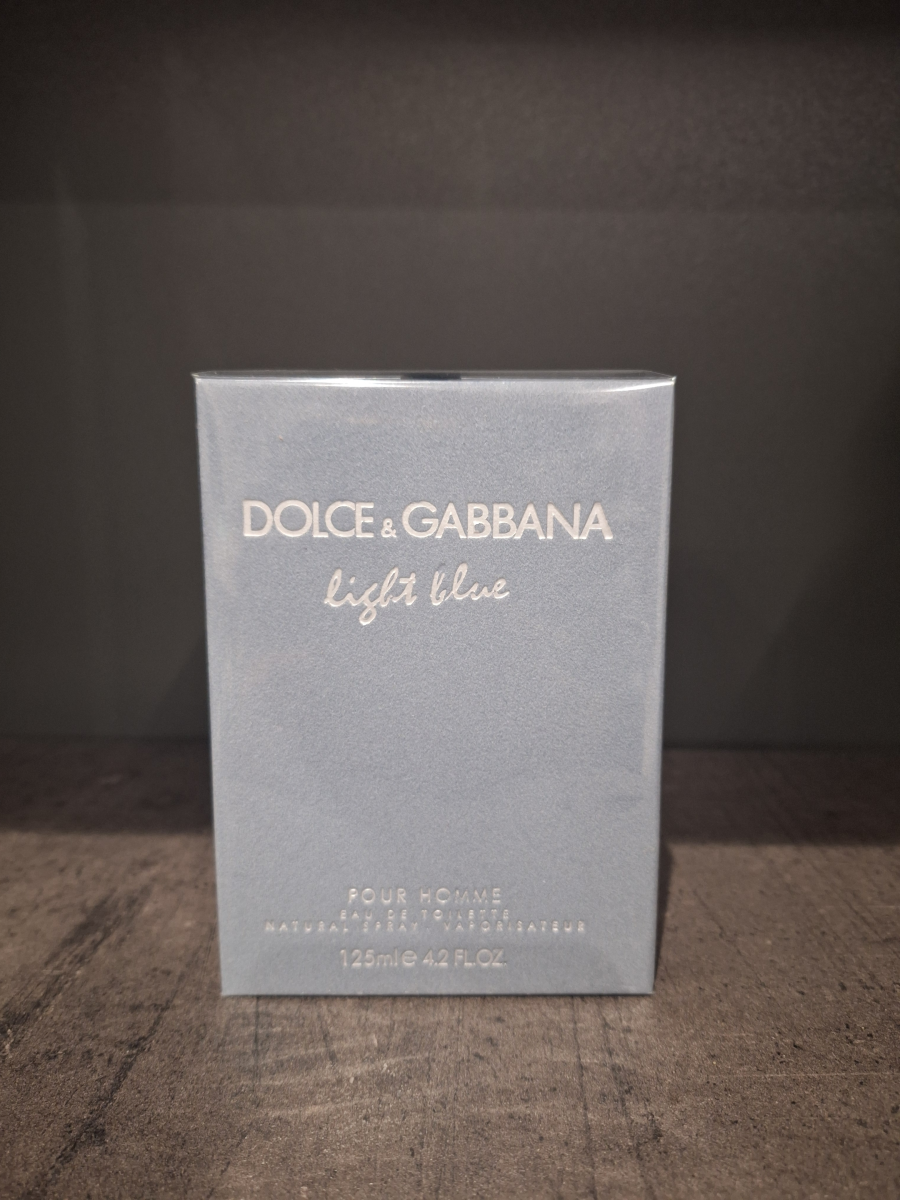 DOLCE & GABBANA
light blue
POUR HOMME
EAU DE TOILETTE
NATURAL SPRAY. VAPORISATEUR
125ml e 4.2 FL.OZ.